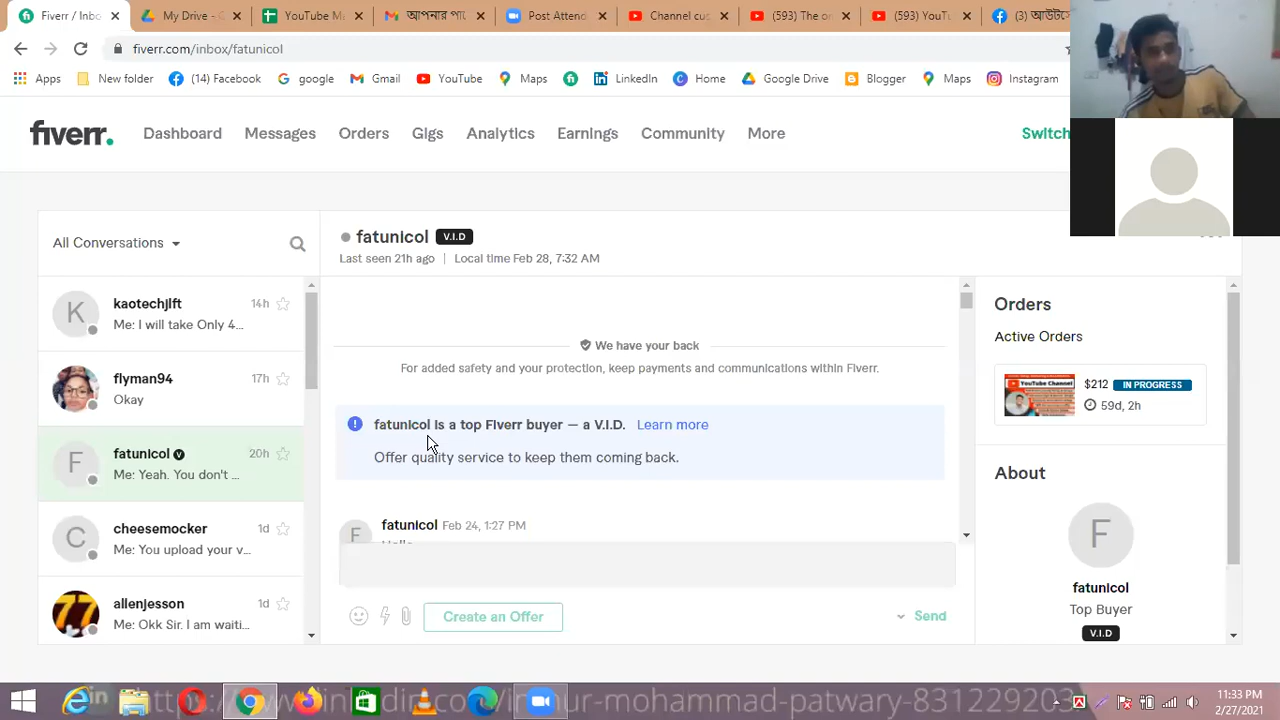 Fiverr / Inbo
My Drive - G
YouTube M
আপনার পা
Post Attend
Channel cus
(593) The o
(593) YouTu
(3) আউট
fiverr.com/inbox/fatunicol
Apps
New folder
(14) Facebook
google
Gmail
YouTube
Maps
LinkedIn
Home
Google Drive
Blogger
Maps
Instagram
fiverr.
Dashboard
Messages
Orders
Gigs
Analytics
Earnings
Community
More
Switch
All Conversations
fatunicol V.I.D
Last seen 21h ago | Local time Feb 28, 7:32 AM
K
kaotechjlft 14h
Me: I will take Only 4...
flyman94 17h
Okay
F
fatunicol V 20h
Me: Yeah. You don't ...
C
cheesemocker 1d
Me: You upload your v...
77
allenjesson 1d
Me: Okk Sir. I am waiti...
We have your back
For added safety and your protection, keep payments and communications within Fiverr.
fatunicol is a top Fiverr buyer — a V.I.D. Learn more
Offer quality service to keep them coming back.
F
fatunicol Feb 24, 1:27 PM
Create an Offer
Send
Orders
Active Orders
YouTube Channel
$212 IN PROGRESS
59d, 2h
About
F
fatunicol
Top Buyer
V.I.D
11:33 PM
2/27/2021